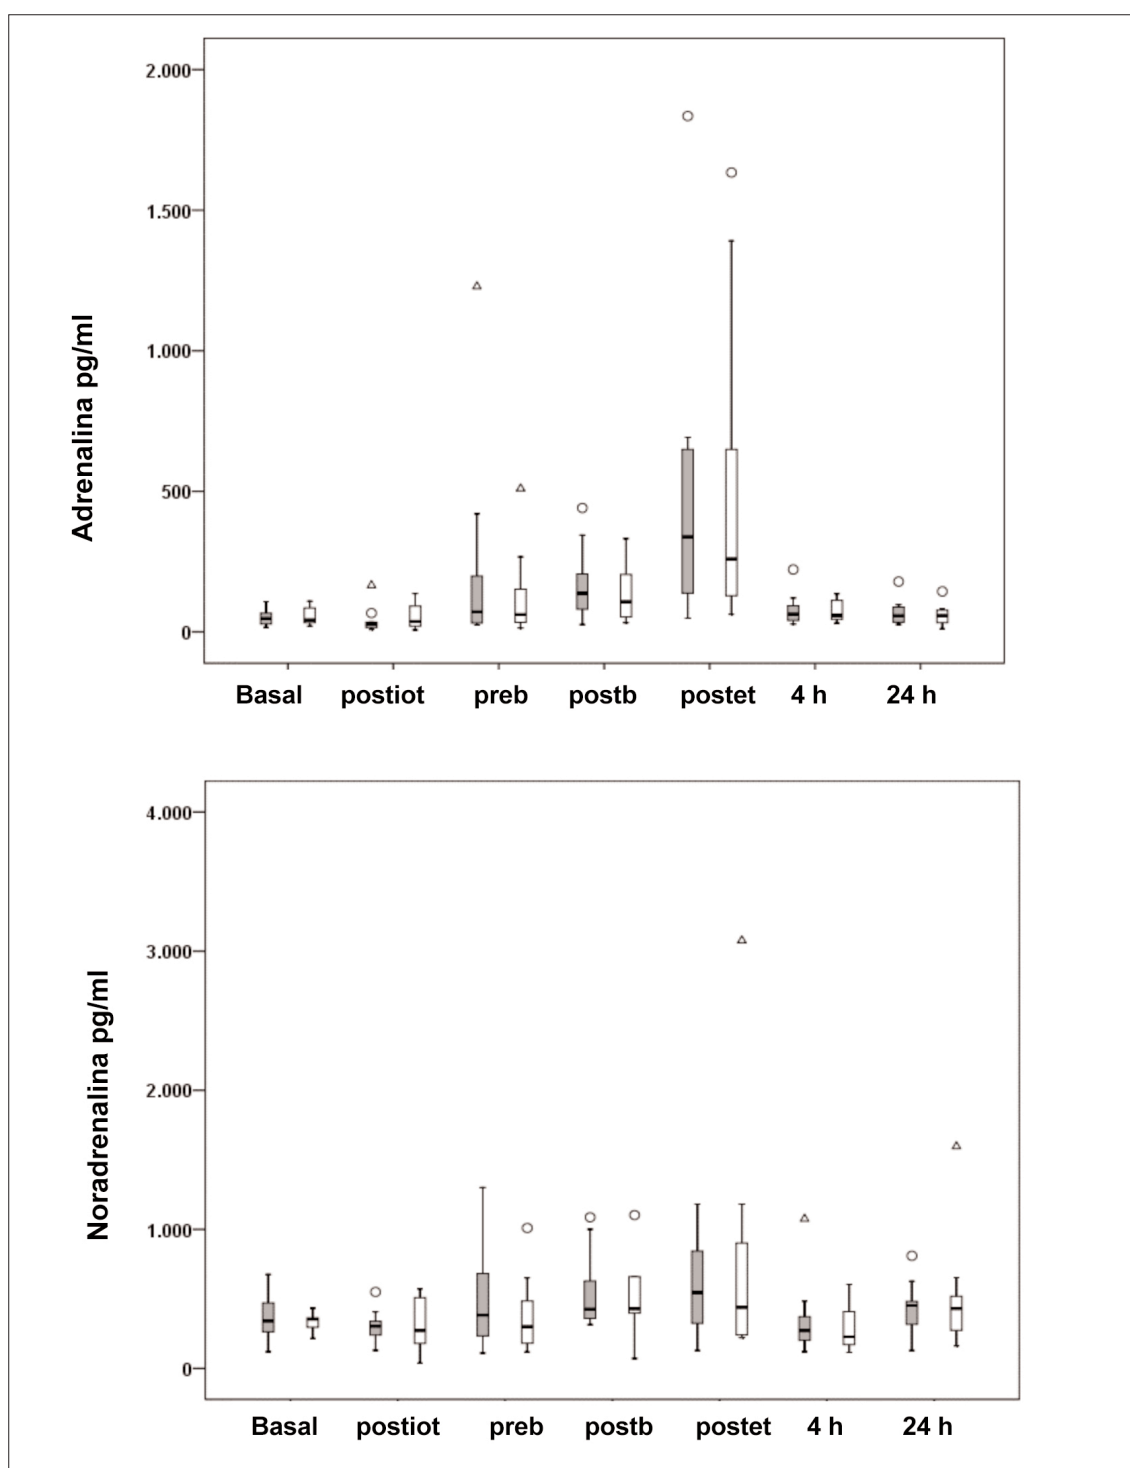 Adrenalina pg/ml
2.000
1.500
1.000
500
0
Basal postiot preb postb postet 4 h 24 h
Noradrenalina pg/ml
4.000
3.000
2.000
1.000
0
Basal postiot preb postb postet 4 h 24 h